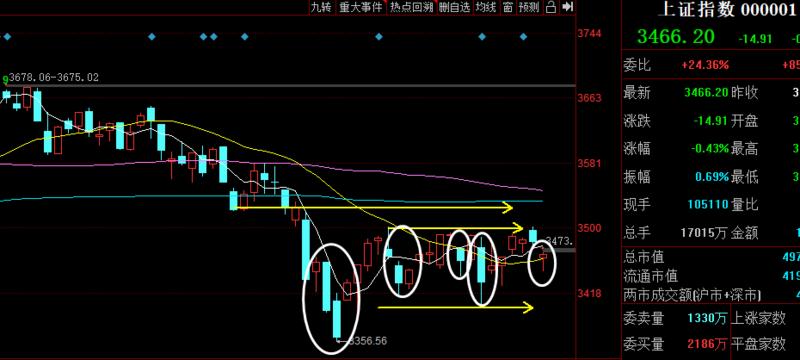 九转 重大事件 热点回溯 删自选 均线 窗 预测
上证指数 000001
3466.20 -14.91 -0
3744
委比 +24.36% +85
9 3678.06-3675.02
最新 3466.20 昨收 3
3663
涨跌 -14.91 开盘 3
涨幅 -0.43% 最高 3
3581
振幅 0.69% 最低 3
现手 105110 量比
3500
总手 17015万 金额 1
3473.
总市值 497
流通市值 419
3418
两市成交额(沪市+深市)
委卖量 1330万 上涨家数
3356.56
委买量 2186万 平盘家数